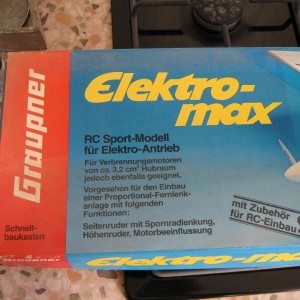 Graupner
Schnell-
baukasten
Elektro-
max
RC Sport-Modell
für Elektro-Antrieb
Für Verbrennungsmotoren
von ca. 3,2 cm³ Hubraum
jedoch ebenfalls geeignet.
Vorgesehen für den Einbau
einer Proportional-Fernlenk-
anlage mit folgenden
Funktionen:
Seitenruder mit Spornradlenkung,
Höhenruder, Motorbeeinflussung
mit Zubehör
für RC-Einbau
Graupner
Elektro-max